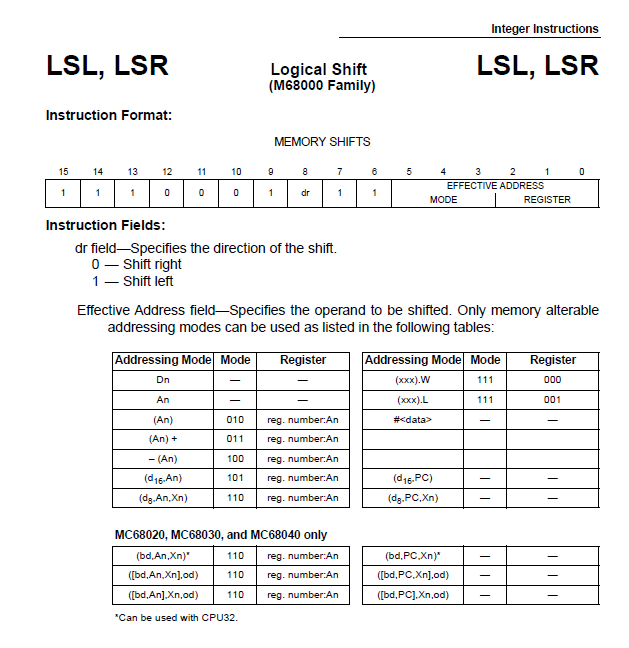 Integer Instructions
LSL, LSR Logical Shift LSL, LSR
(M68000 Family)
Instruction Format:
MEMORY SHIFTS
15 14 13 12 11 10 9 8 7 6 5 4 3 2 1 0
1 1 1 0 0 0 1 dr 1 1 EFFECTIVE ADDRESS
MODE REGISTER
Instruction Fields:
dr field—Specifies the direction of the shift.
0 — Shift right
1 — Shift left
Effective Address field—Specifies the operand to be shifted. Only memory alterable
addressing modes can be used as listed in the following tables:
Addressing Mode Mode Register Addressing Mode Mode Register
Dn — — (xxx).W 111 000
An — — (xxx).L 111 001
(An) 010 reg. number:An #<data> — —
(An) + 011 reg. number:An
– (An) 100 reg. number:An
(d16,An) 101 reg. number:An (d16,PC) — —
(d8,An,Xn) 110 reg. number:An (d8,PC,Xn) — —
MC68020, MC68030, and MC68040 only
(bd,An,Xn)* 110 reg. number:An (bd,PC,Xn)* — —
([bd,An,Xn],od) 110 reg. number:An ([bd,PC,Xn],od) — —
([bd,An],Xn,od) 110 reg. number:An ([bd,PC],Xn,od) — —
*Can be used with CPU32.